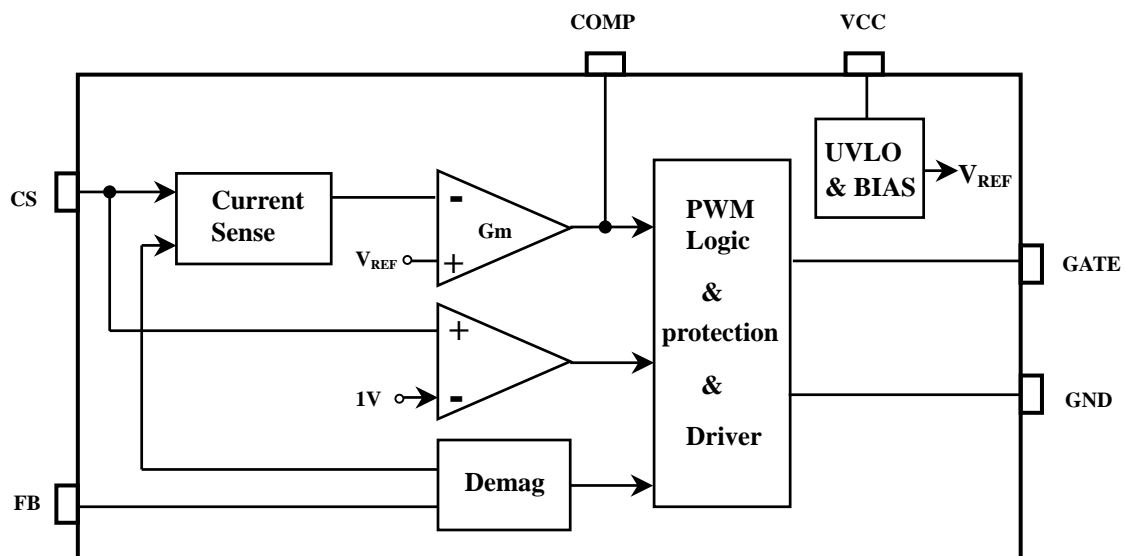 COMP
VCC
UVLO
& BIAS
VREF
CS
Current
Sense
-
Gm
VREF
+
PWM
Logic
&
protection
&
Driver
GATE
+
1V
-
GND
Demag
FB